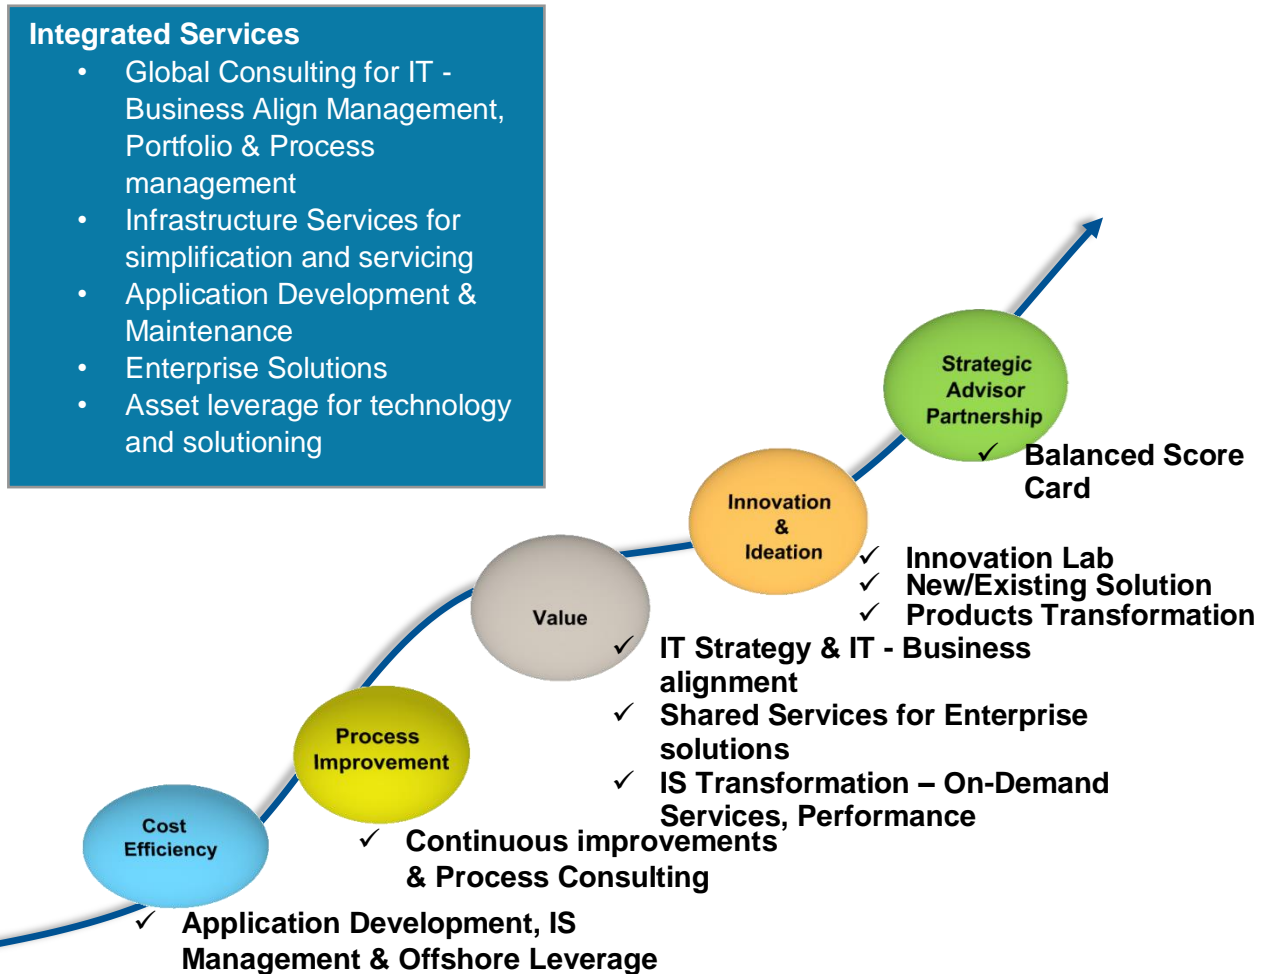 Integrated Services
• Global Consulting for IT -
Business Align Management,
Portfolio & Process
management
• Infrastructure Services for
simplification and servicing
• Application Development &
Maintenance
• Enterprise Solutions
• Asset leverage for technology
and solutioning
Strategic
Advisor
Partnership
✓ Balanced Score
Card
Innovation
&
Ideation
✓ Innovation Lab
✓ New/Existing Solution
✓ Products Transformation
Value
✓ IT Strategy & IT - Business
alignment
✓ Shared Services for Enterprise
solutions
✓ IS Transformation – On-Demand
Services, Performance
Process
Improvement
✓ Continuous improvements
& Process Consulting
Cost
Efficiency
✓ Application Development, IS
Management & Offshore Leverage